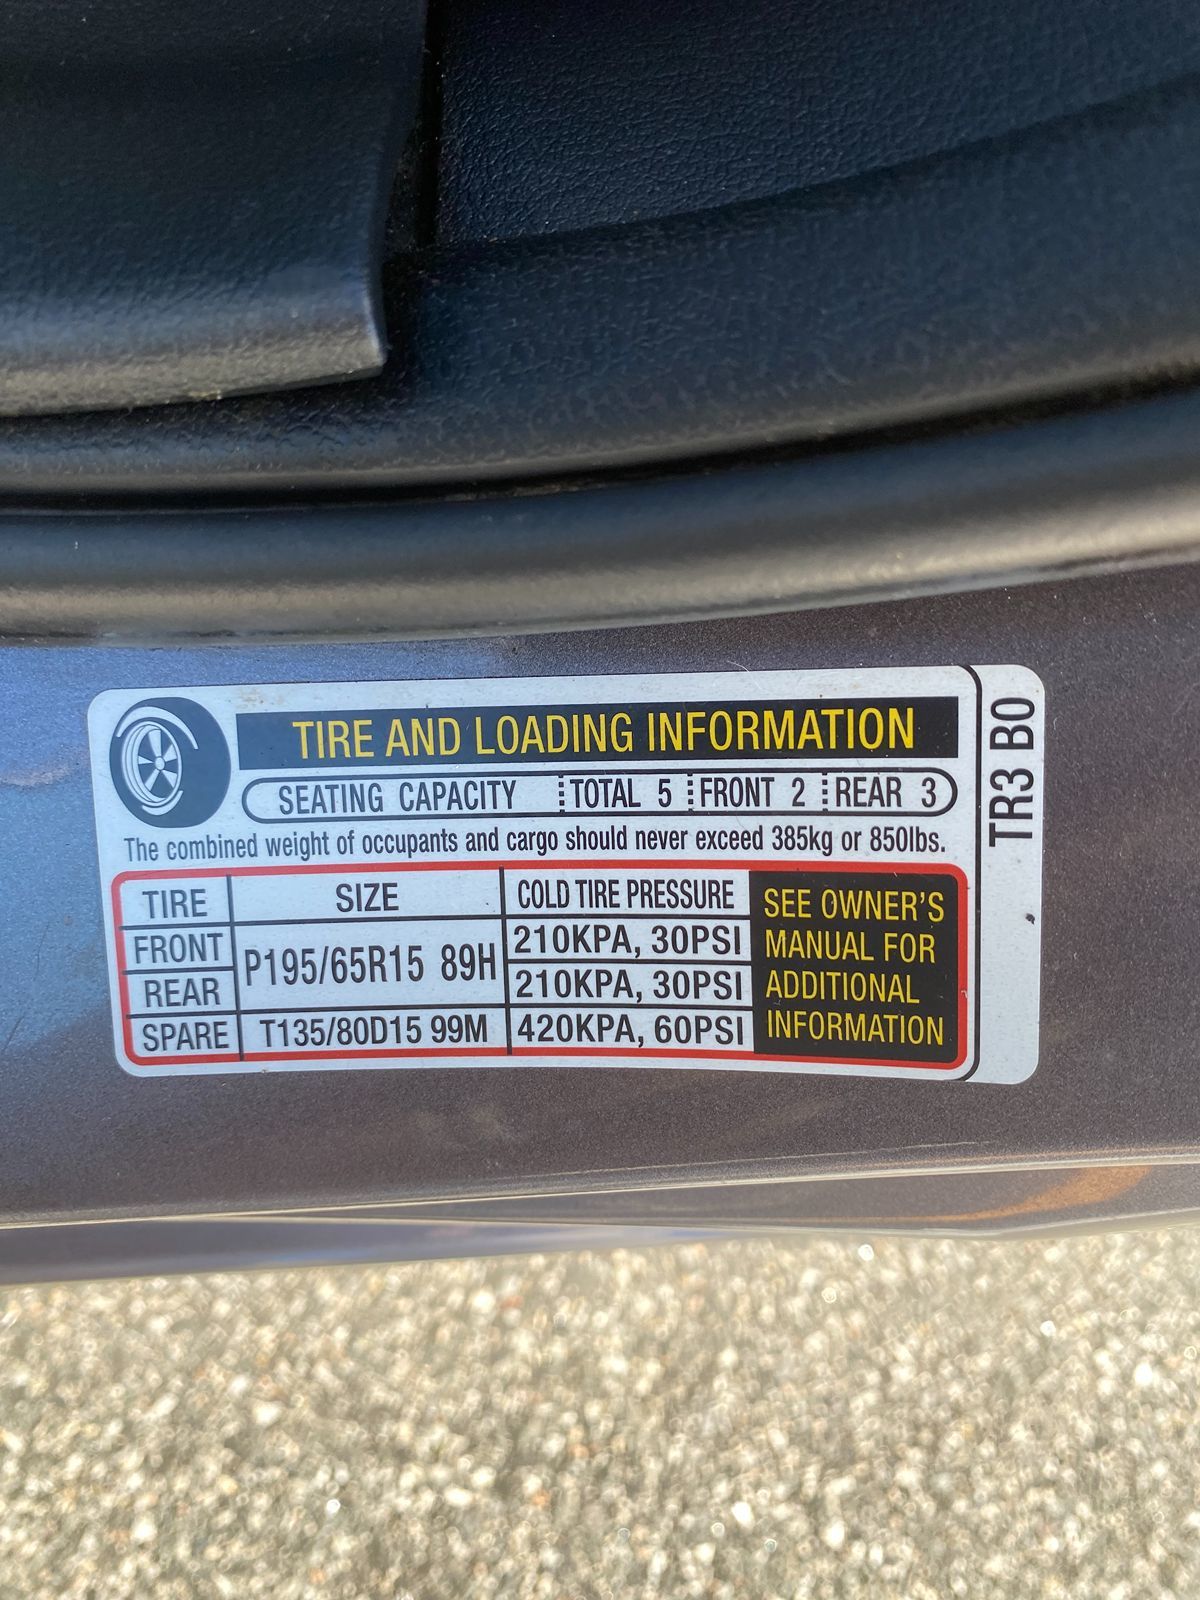 TIRE AND LOADING INFORMATION
SEATING CAPACITY TOTAL 5 FRONT 2 REAR 3
The combined weight of occupants and cargo should never exceed 385kg or 850lbs.
TIRE SIZE COLD TIRE PRESSURE
FRONT P195/65R15 89H 210KPA, 30PSI
REAR 210KPA, 30PSI
SPARE T135/80D15 99M 420KPA, 60PSI
SEE OWNER'S
MANUAL FOR
ADDITIONAL
INFORMATION
TR3 B0